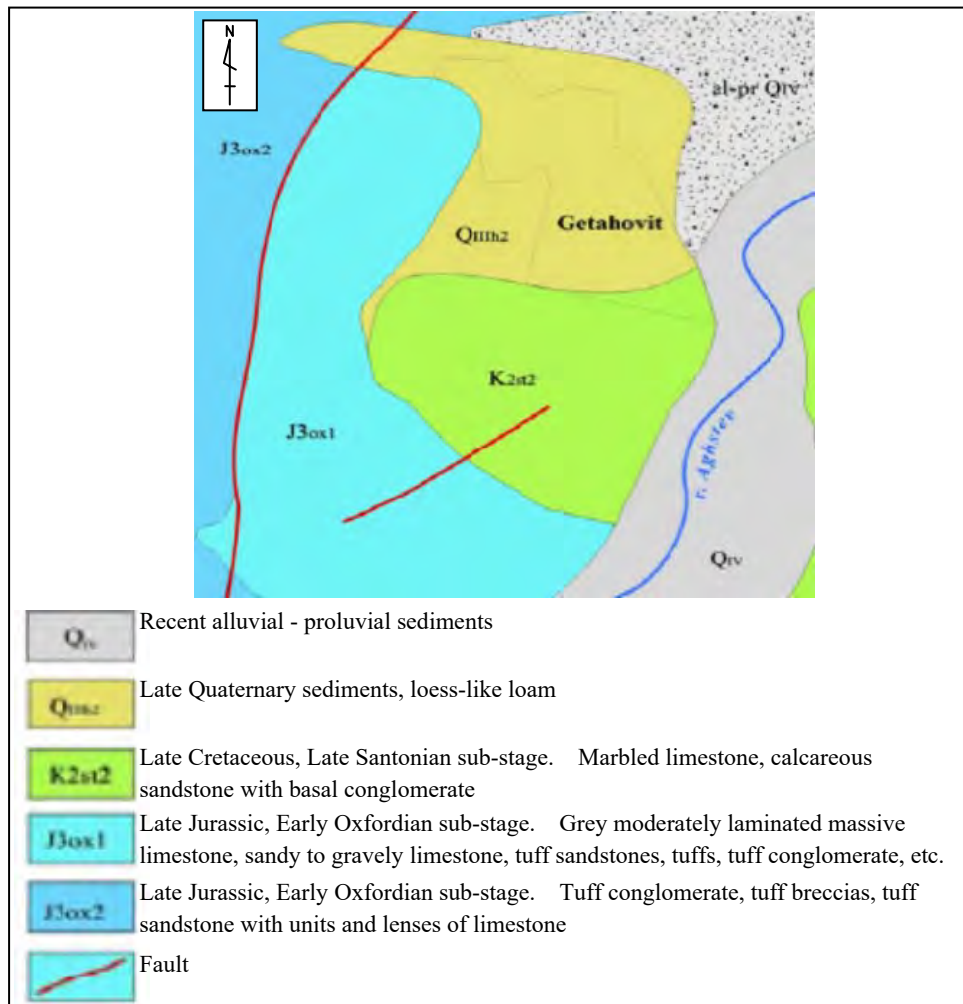 N
al-pr QIV
J3ox2
QIIIh2
Getahovit
K2st2
J3ox1
r. Aghstev
QIV
QIV
Recent alluvial - proluvial sediments
QIIIh2
Late Quaternary sediments, loess-like loam
K2st2
Late Cretaceous, Late Santonian sub-stage. Marbled limestone, calcareous
sandstone with basal conglomerate
J3ox1
Late Jurassic, Early Oxfordian sub-stage. Grey moderately laminated massive
limestone, sandy to gravely limestone, tuff sandstones, tuffs, tuff conglomerate, etc.
J3ox2
Late Jurassic, Early Oxfordian sub-stage. Tuff conglomerate, tuff breccias, tuff
sandstone with units and lenses of limestone
Fault